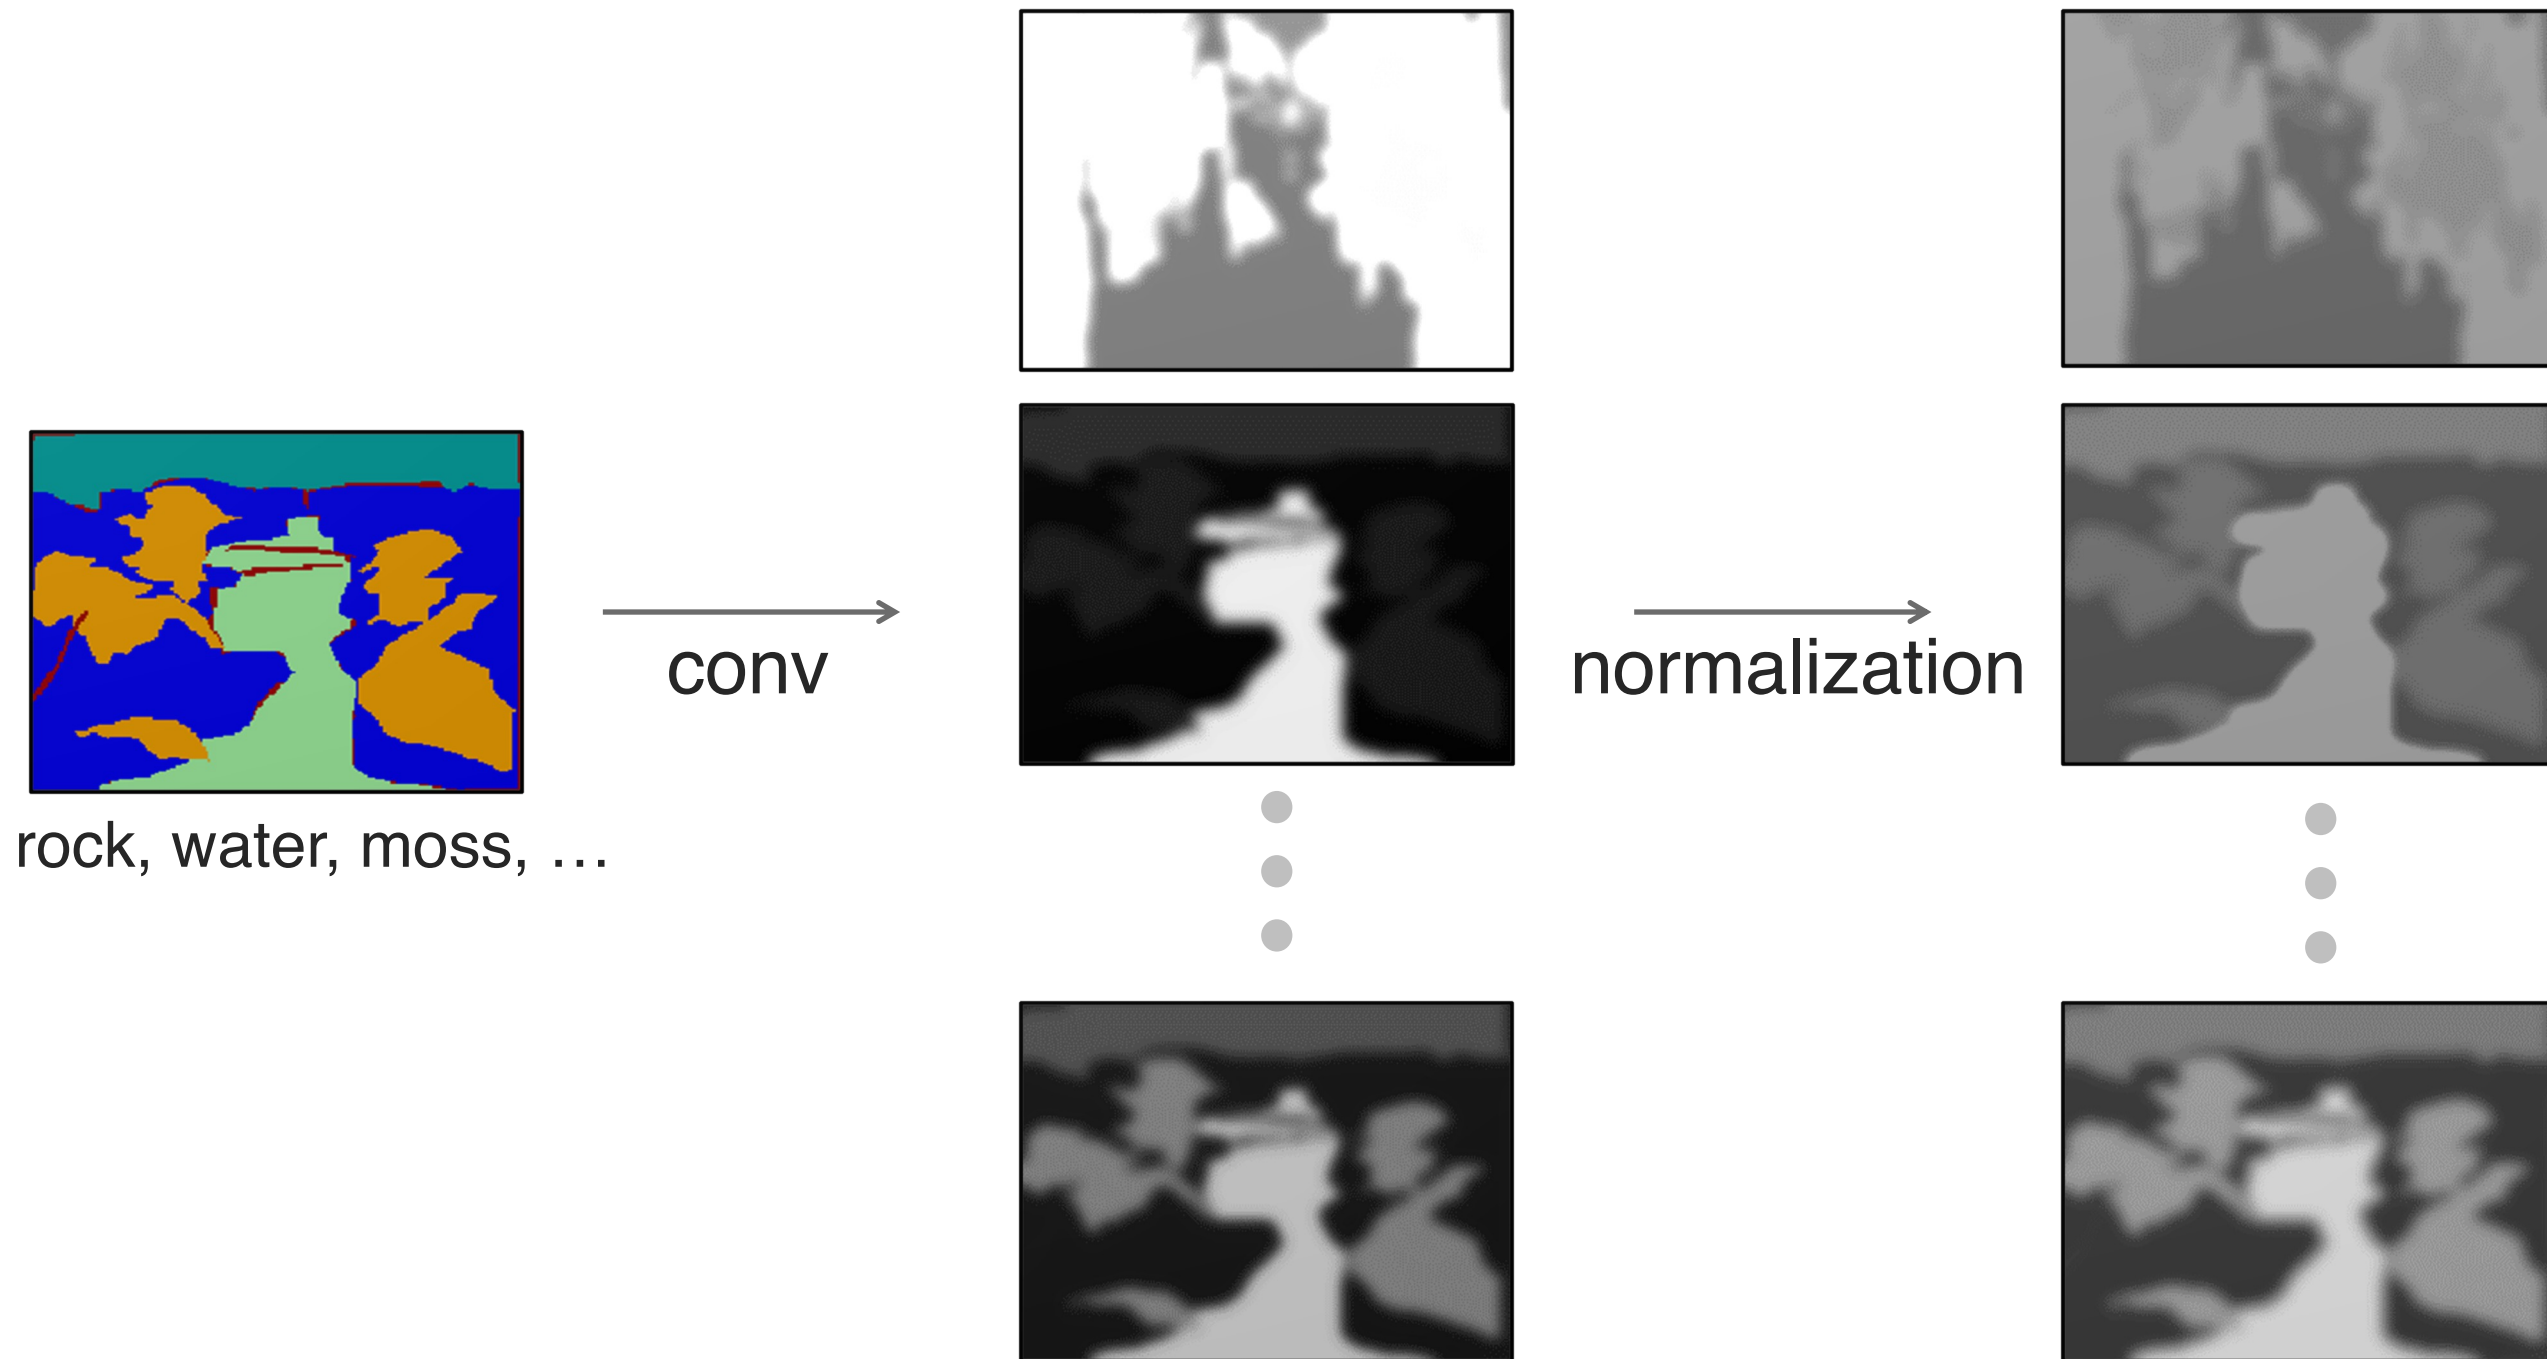 conv
normalization
rock, water, moss, …